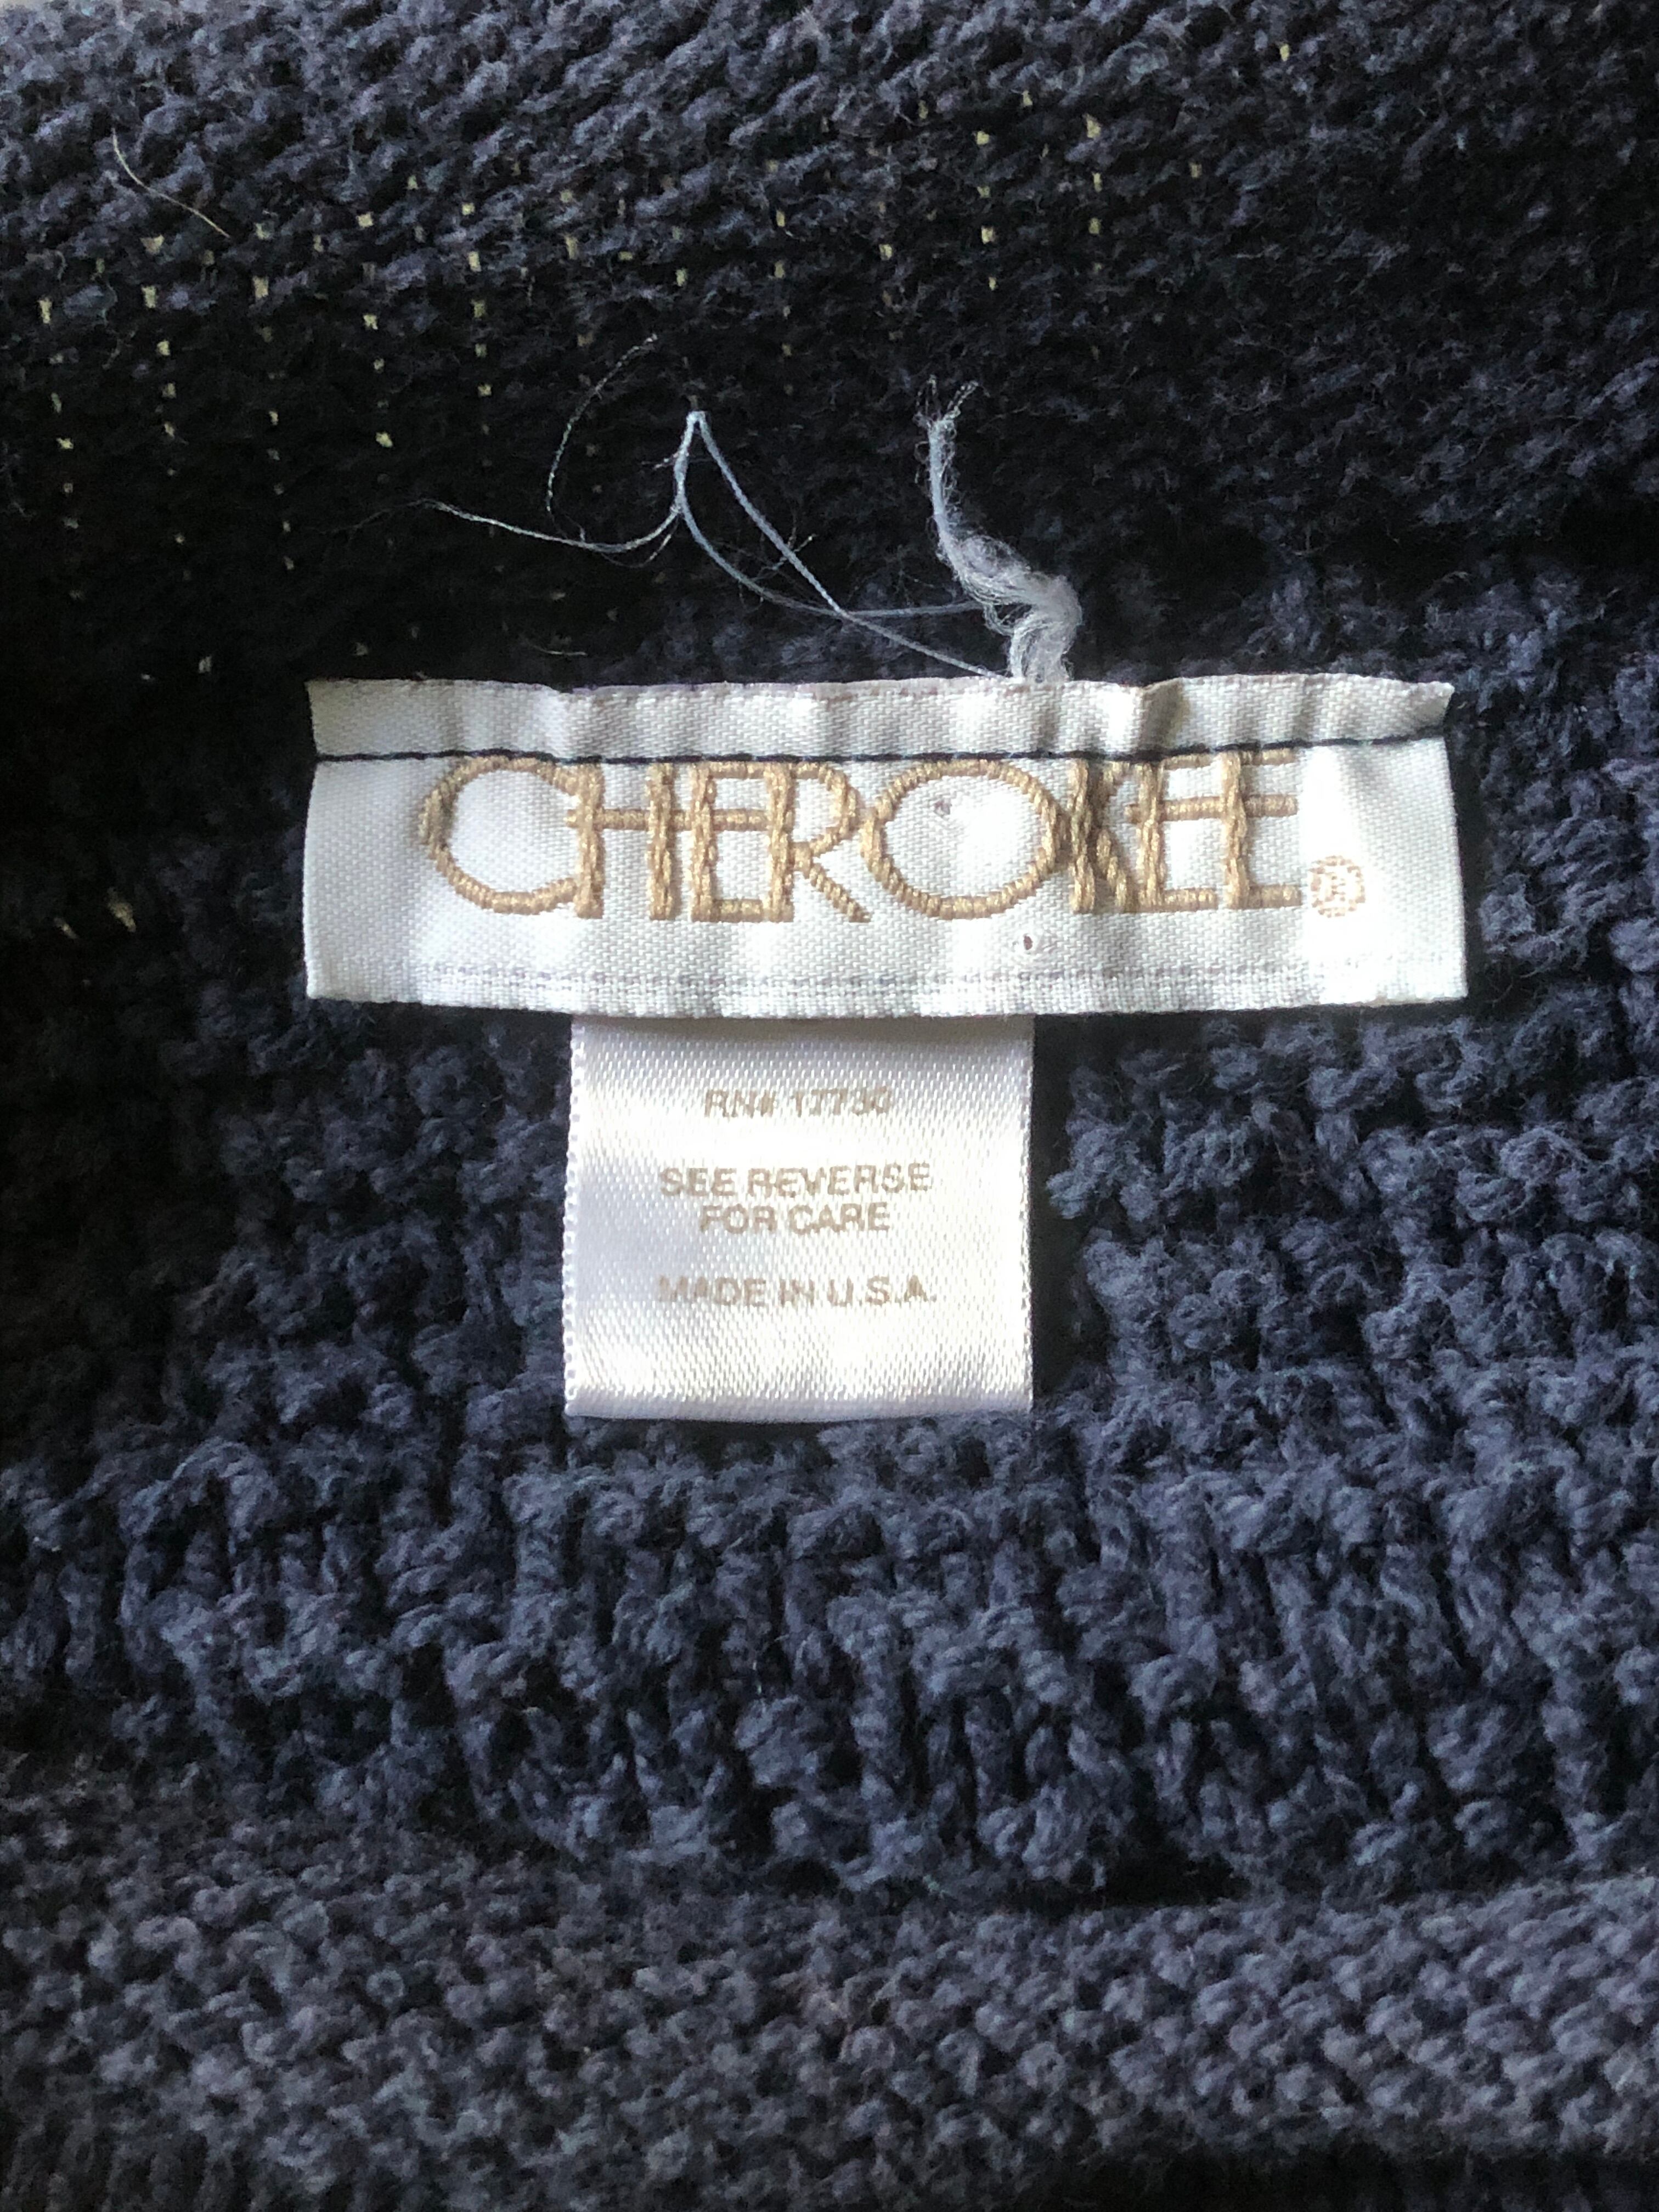 CHEROKEE®
RN# 17730
SEE REVERSE
FOR CARE
MADE IN U.S.A.